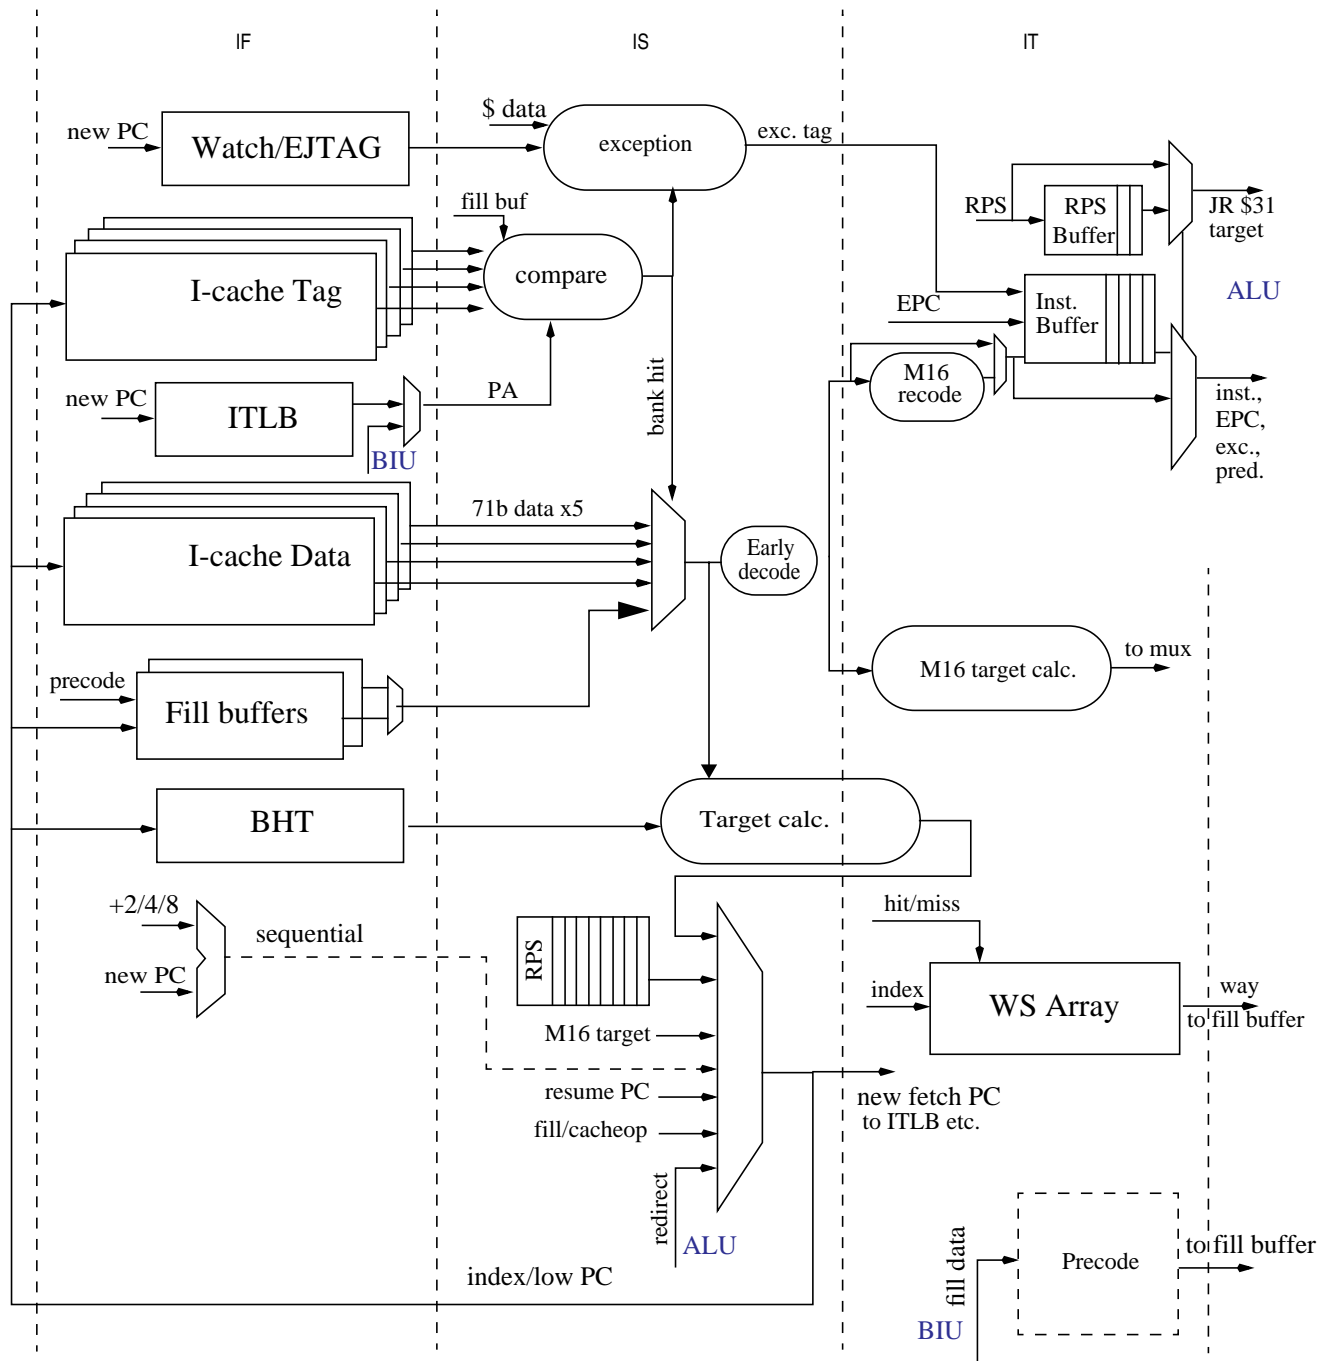 IF
IS
IT
$ data
new PC
Watch/EJTAG
exception
exc. tag
fill buf
RPS
RPS
Buffer
JR $31
target
I-cache Tag
compare
EPC
Inst.
Buffer
ALU
new PC
ITLB
PA
BIU
bank hit
M16
recode
inst.,
EPC,
exc.,
pred.
71b data x5
I-cache Data
Early
decode
precode
Fill buffers
M16 target calc.
to mux
BHT
Target calc.
+2/4/8
sequential
new PC
RPS
hit/miss
index
WS Array
way
to fill buffer
M16 target
resume PC
fill/cacheop
redirect
ALU
new fetch PC
to ITLB etc.
index/low PC
fill data
BIU
Precode
to fill buffer